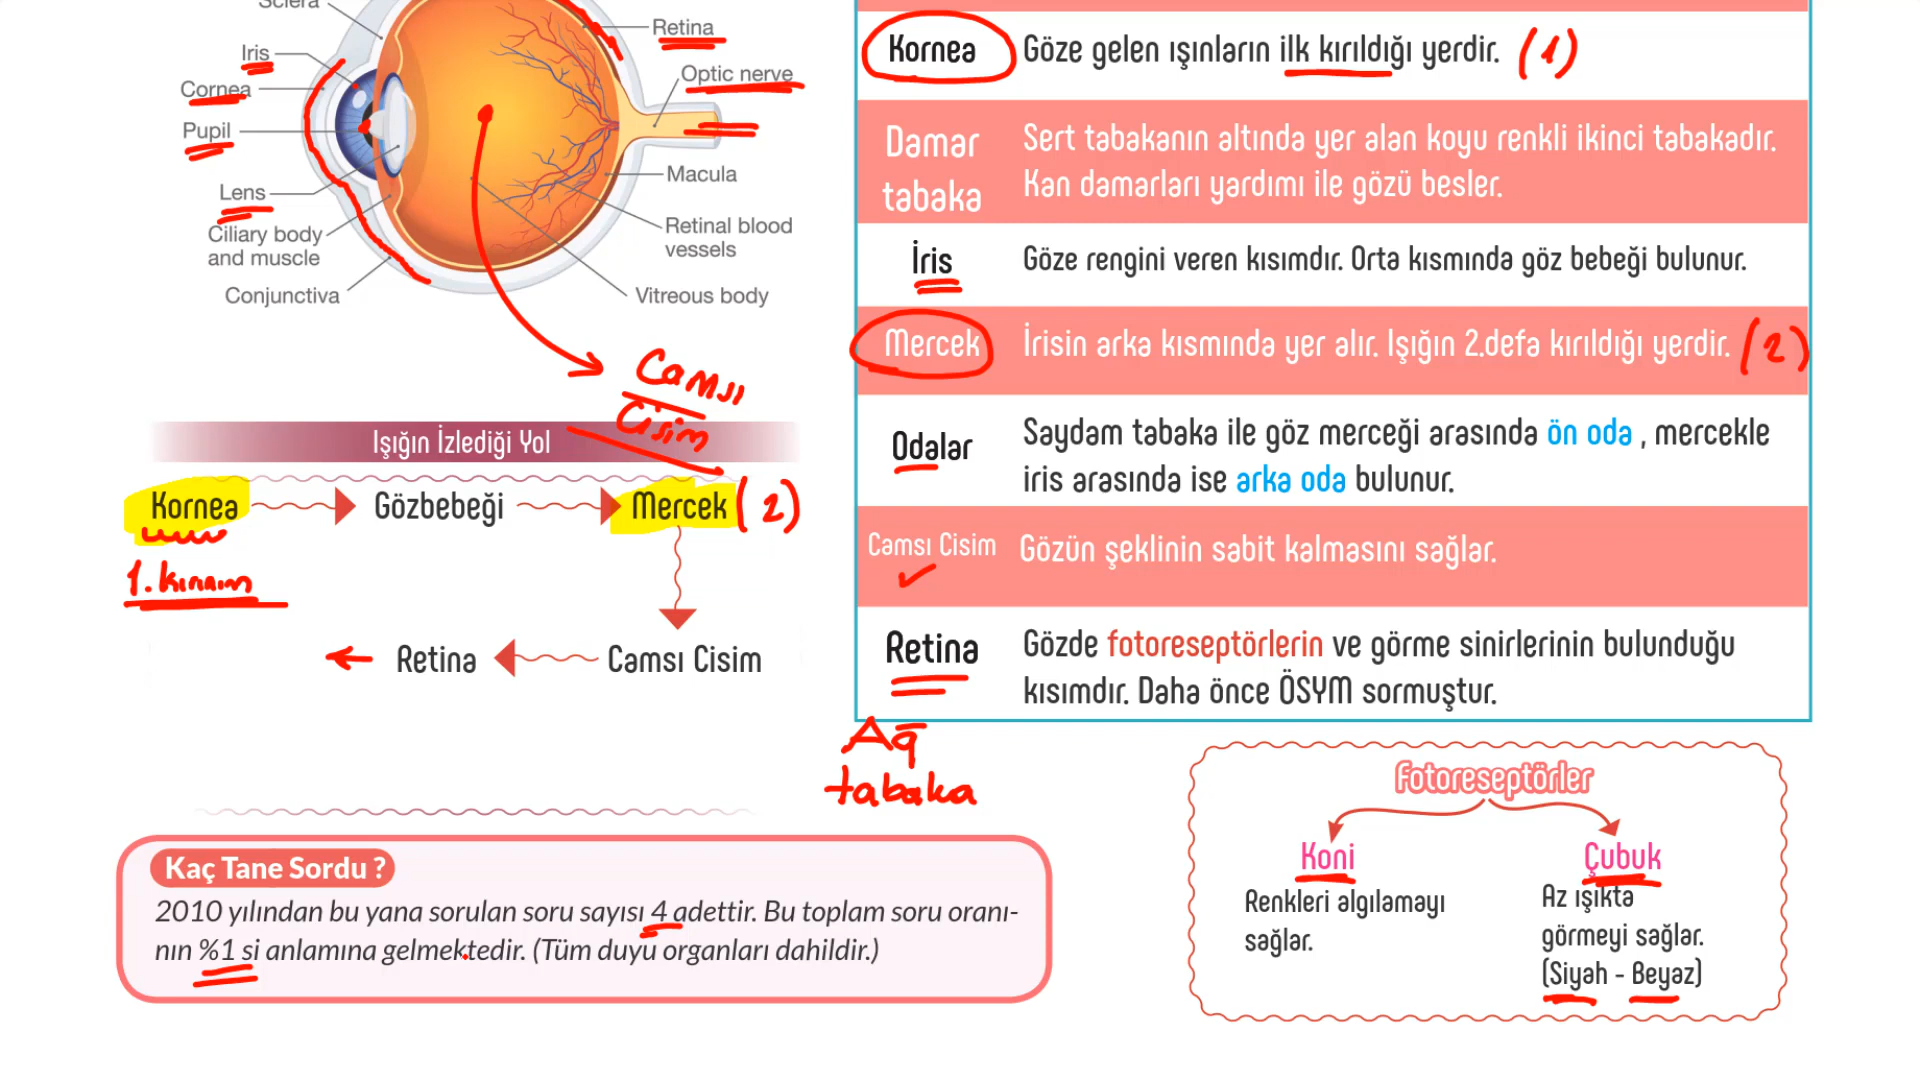 Sclera
Iris
Cornea
Pupil
Lens
Ciliary body
and muscle
Conjunctiva
Retina
Optic nerve
Macula
Retinal blood
vessels
Vitreous body
Camsı
Cisim
Işığın İzlediği Yol
Kornea
Gözbebeği
Mercek
(2)
1. kırılım
Retina
Camsı Cisim
Kornea
Göze gelen ışınların ilk kırıldığı yerdir.
(1)
Damar
tabaka
Sert tabakanın altında yer alan koyu renkli ikinci tabakadır.
Kan damarları yardımı ile gözü besler.
İris
Göze rengini veren kısımdır. Orta kısmında göz bebeği bulunur.
Mercek
İrisin arka kısmında yer alır. Işığın 2.defa kırıldığı yerdir.
(2)
Odalar
Saydam tabaka ile göz merceği arasında ön oda , mercekle
iris arasında ise arka oda bulunur.
Camsı Cisim
Gözün şeklinin sabit kalmasını sağlar.
Retina
Gözde fotoreseptörlerin ve görme sinirlerinin bulunduğu
kısımdır. Daha önce ÖSYM sormuştur.
Ağ
tabaka
Kaç Tane Sordu ?
2010 yılından bu yana sorulan soru sayısı 4 adettir. Bu toplam soru oranı-
nın %1 si anlamına gelmektedir. (Tüm duyu organları dahildir.)
Fotoreseptörler
Koni
Renkleri algılamayı
sağlar.
Çubuk
Az ışıkta
görmeyi sağlar.
(Siyah - Beyaz)